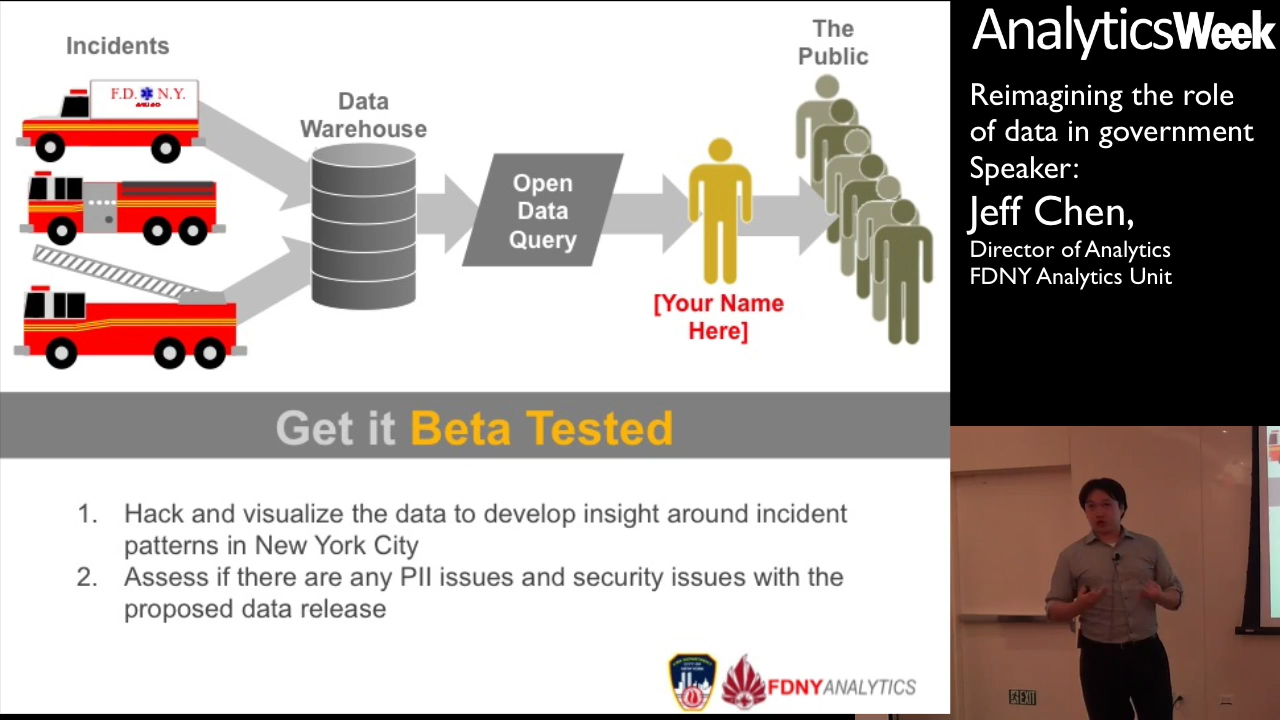 Incidents
F.D. N.Y.
Data
Warehouse
Open
Data
Query
[Your Name
Here]
The
Public
Get it Beta Tested
1. Hack and visualize the data to develop insight around incident
patterns in New York City
2. Assess if there are any PII issues and security issues with the
proposed data release
FDNYANALYTICS
AnalyticsWeek
Reimagining the role
of data in government
Speaker:
Jeff Chen,
Director of Analytics
FDNY Analytics Unit
EXIT